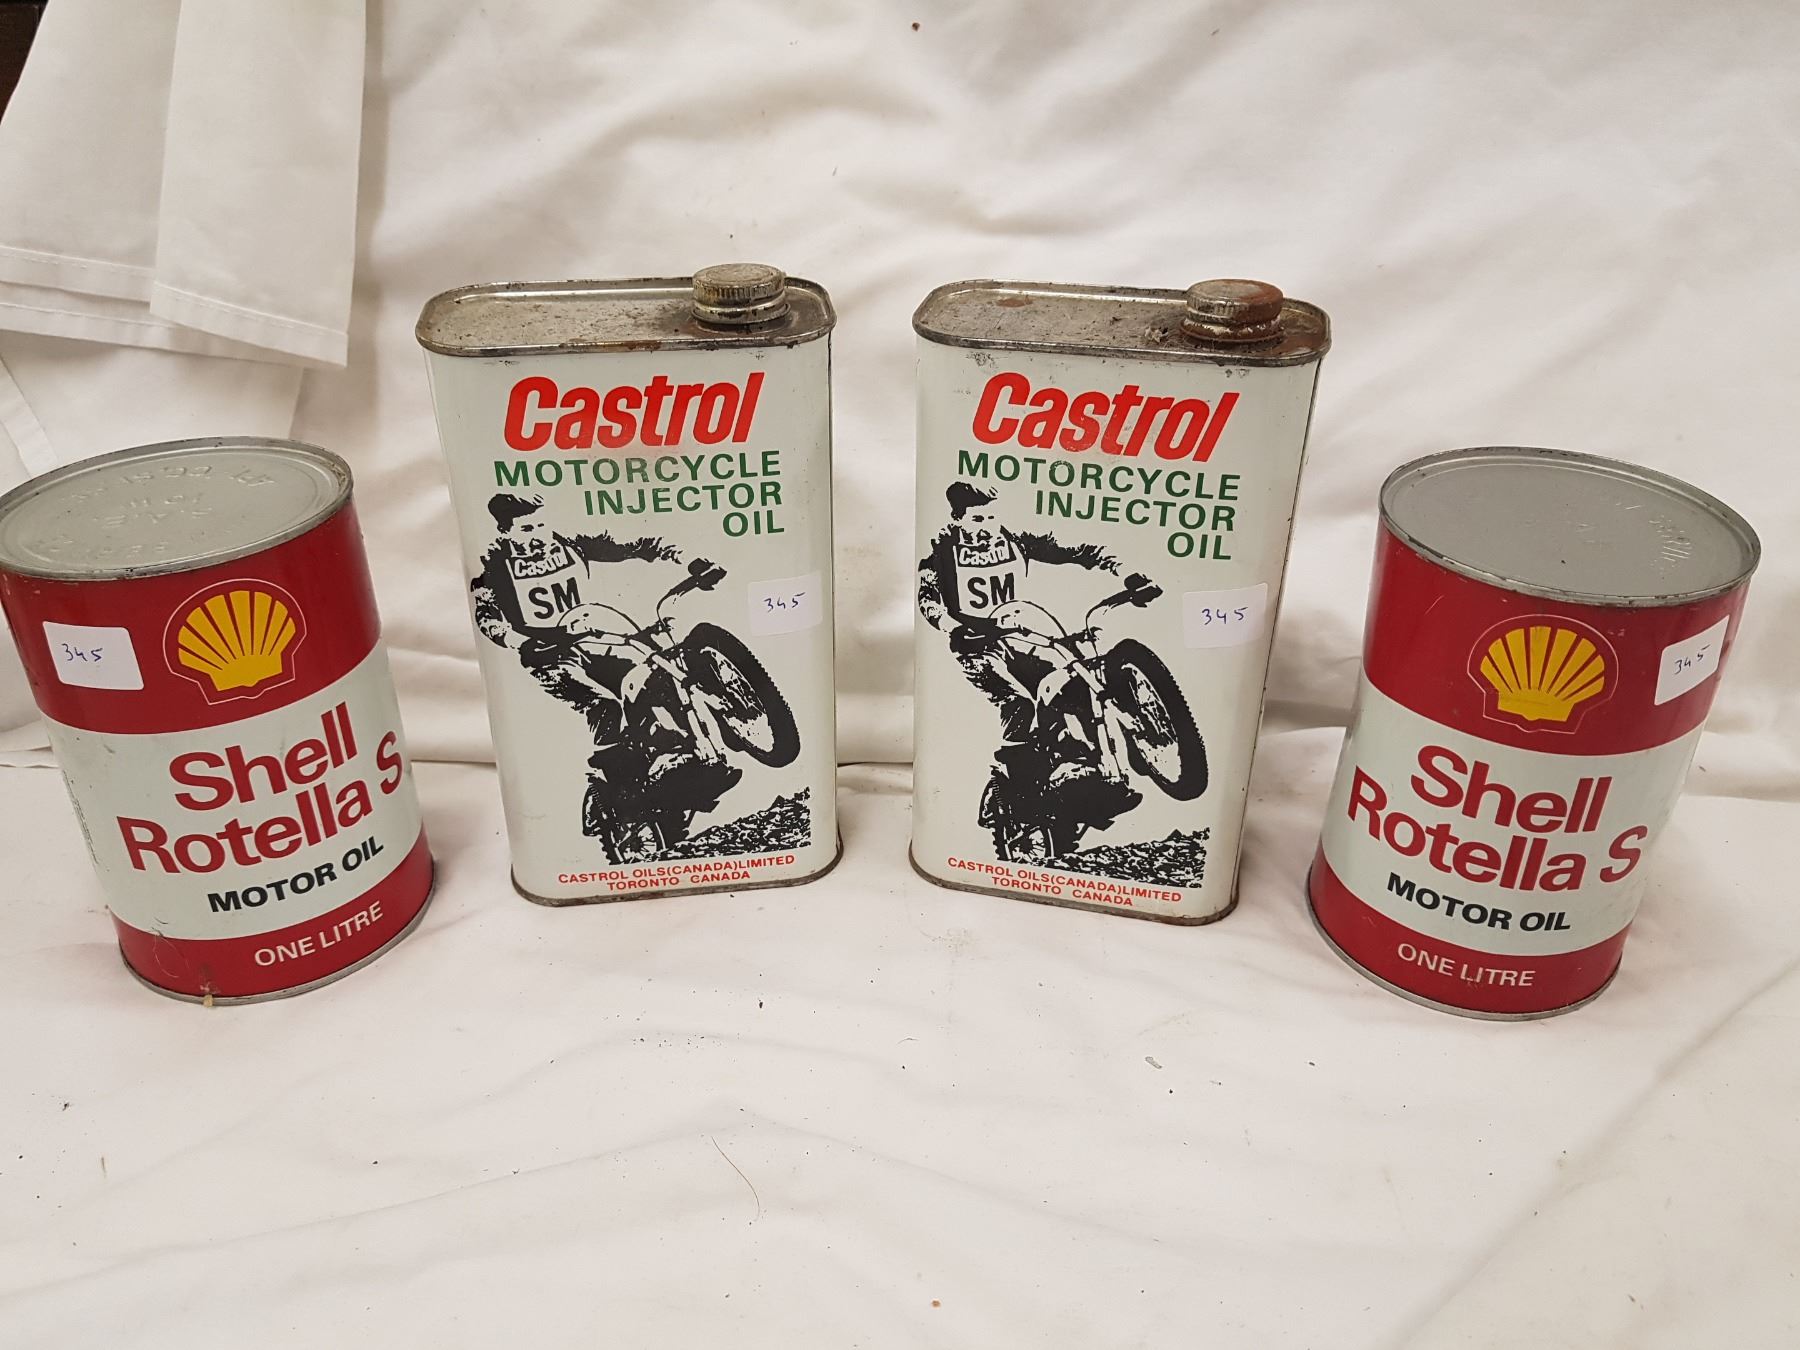 345
Shell
Rotella S
MOTOR OIL
ONE LITRE
Castrol
MOTORCYCLE
INJECTOR
OIL
Castrol
SM
345
CASTROL OILS(CANADA)LIMITED
TORONTO CANADA
Castrol
MOTORCYCLE
INJECTOR
OIL
Castrol
SM
345
CASTROL OILS(CANADA)LIMITED
TORONTO CANADA
345
Shell
Rotella S
MOTOR OIL
ONE LITRE